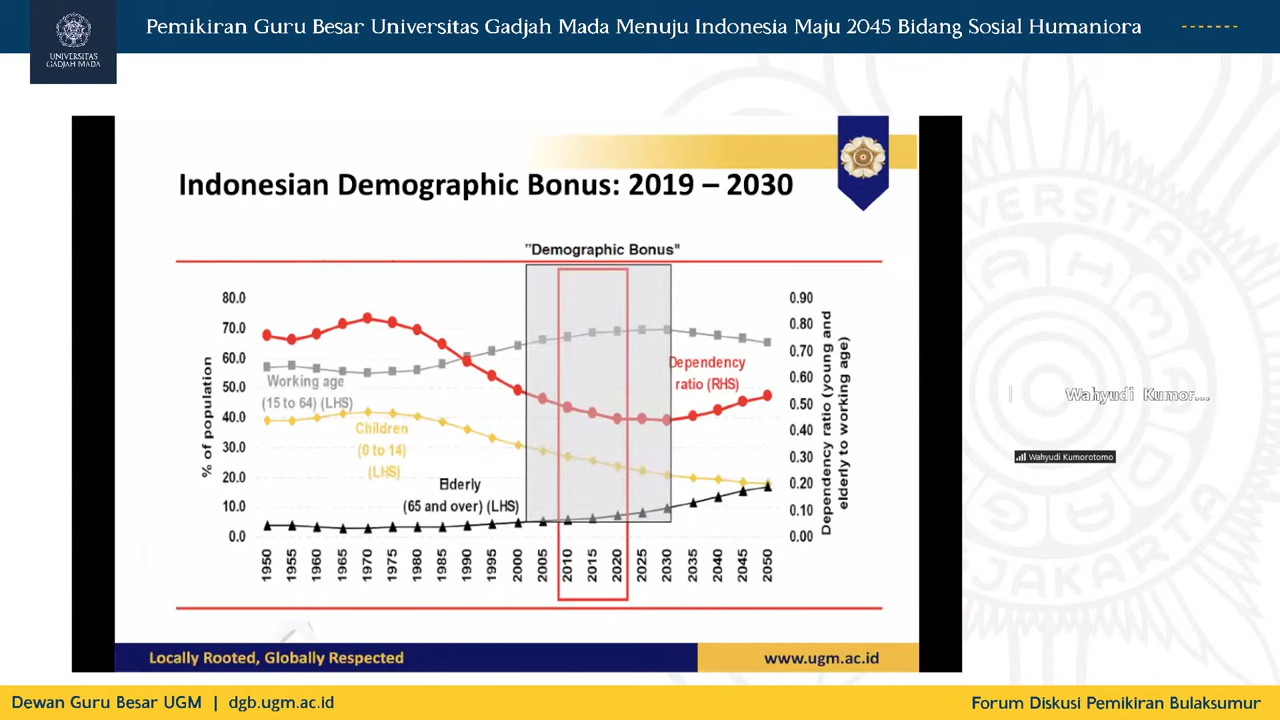 Pemikiran Guru Besar Universitas Gadjah Mada Menuju Indonesia Maju 2045 Bidang Sosial Humaniora
UNIVERSITAS
GADJAH MADA
Indonesian Demographic Bonus: 2019 – 2030
"Demographic Bonus"
80.0
70.0
60.0
50.0
40.0
30.0
20.0
10.0
0.0
% of population
Working age
(15 to 64) (LHS)
Children
(0 to 14)
(LHS)
Elderly
(65 and over) (LHS)
Dependency
ratio (RHS)
0.90
0.80
0.70
0.60
0.50
0.40
0.30
0.20
0.10
0.00
Dependency ratio (young and
elderly to working age)
1950 1955 1960 1965 1970 1975 1980 1985 1990 1995 2000 2005 2010 2015 2020 2025 2030 2035 2040 2045 2050
Locally Rooted, Globally Respected
www.ugm.ac.id
Wahyudi Kumor...
Wahyudi Kumorotomo
Dewan Guru Besar UGM | dgb.ugm.ac.id
Forum Diskusi Pemikiran Bulaksumur